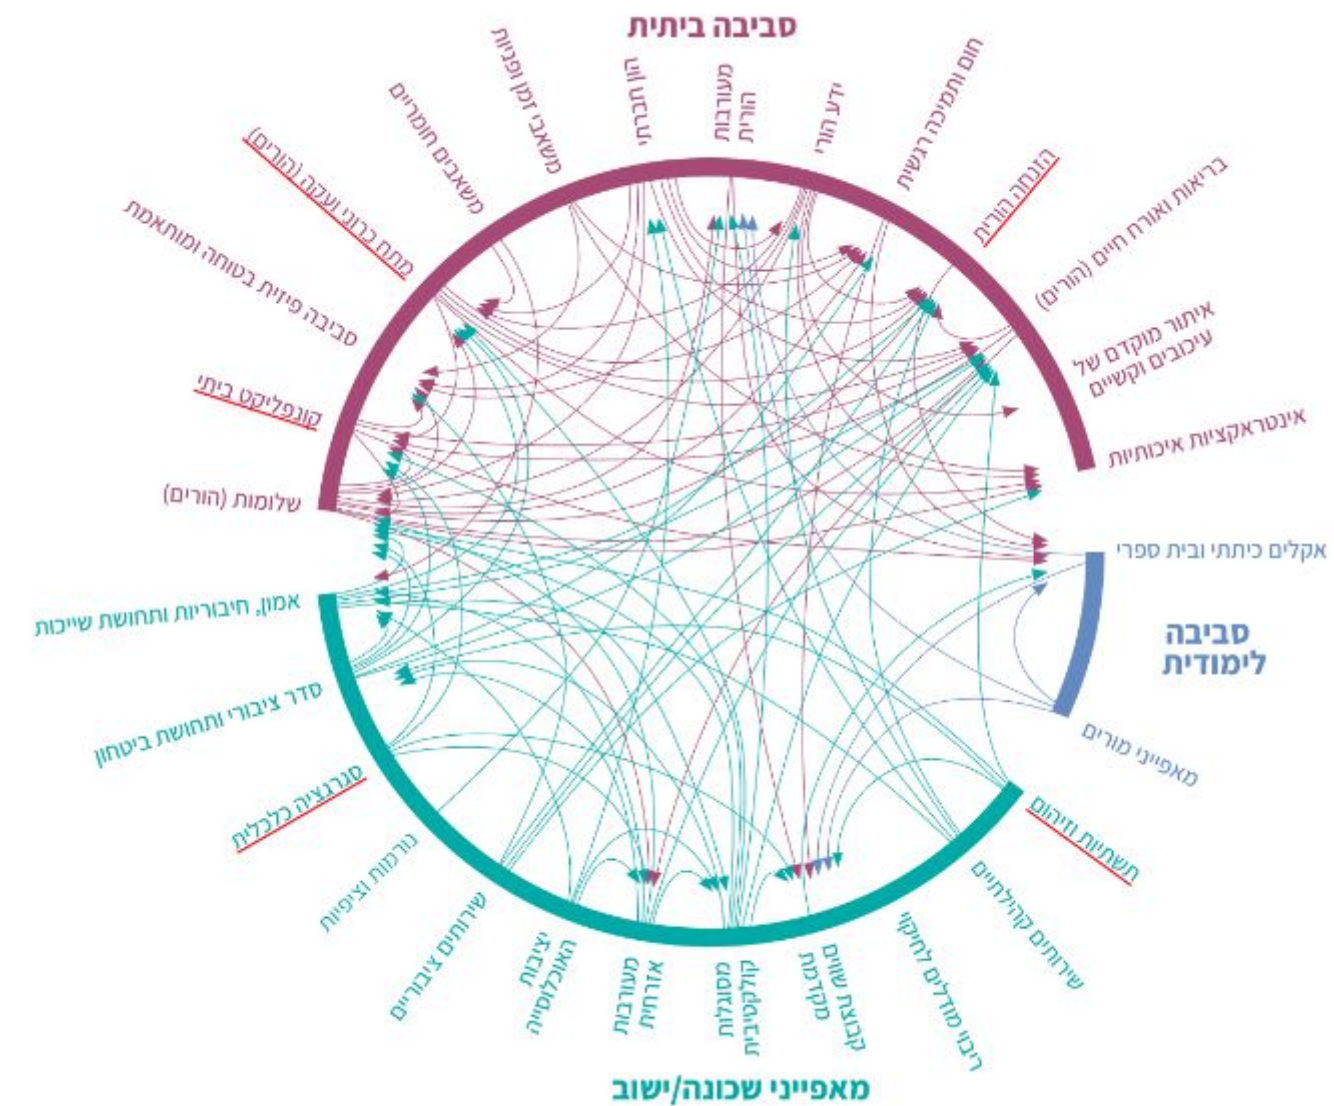 סביבה ביתית
שלומות (הורים)
קונפליקט ביתי
סביבה פיזית בטוחה ומותאמת
מתח כרוני ועקה (הורים)
משאבים חומריים
משאבי זמן ופניות
הון תרבותי
מעורבות
הורית
ידע הורי
חום ותמיכה רגשית
הזנחה הורית
בריאות ואורח חיים (הורים)
איתור מוקדם של
עיכובים וקשיים
אינטראקציות איכותיות
אקלים כיתתי ובית ספרי
סביבה
לימודית
מאפייני מורים
תשתיות וזיהום
שירותים קהילתיים
ריבוי מודלים לחיקוי
קבוצת שווים
מקדמת
מסוגלות
קולקטיבית
מעורבות
אזרחית
יציבות
האוכלוסייה
שירותים ציבוריים
נורמות וציפיות
סגרגציה כלכלית
סדר ציבורי ותחושת ביטחון
אמון, חיבוריות ותחושת שייכות
מאפייני שכונה/ישוב